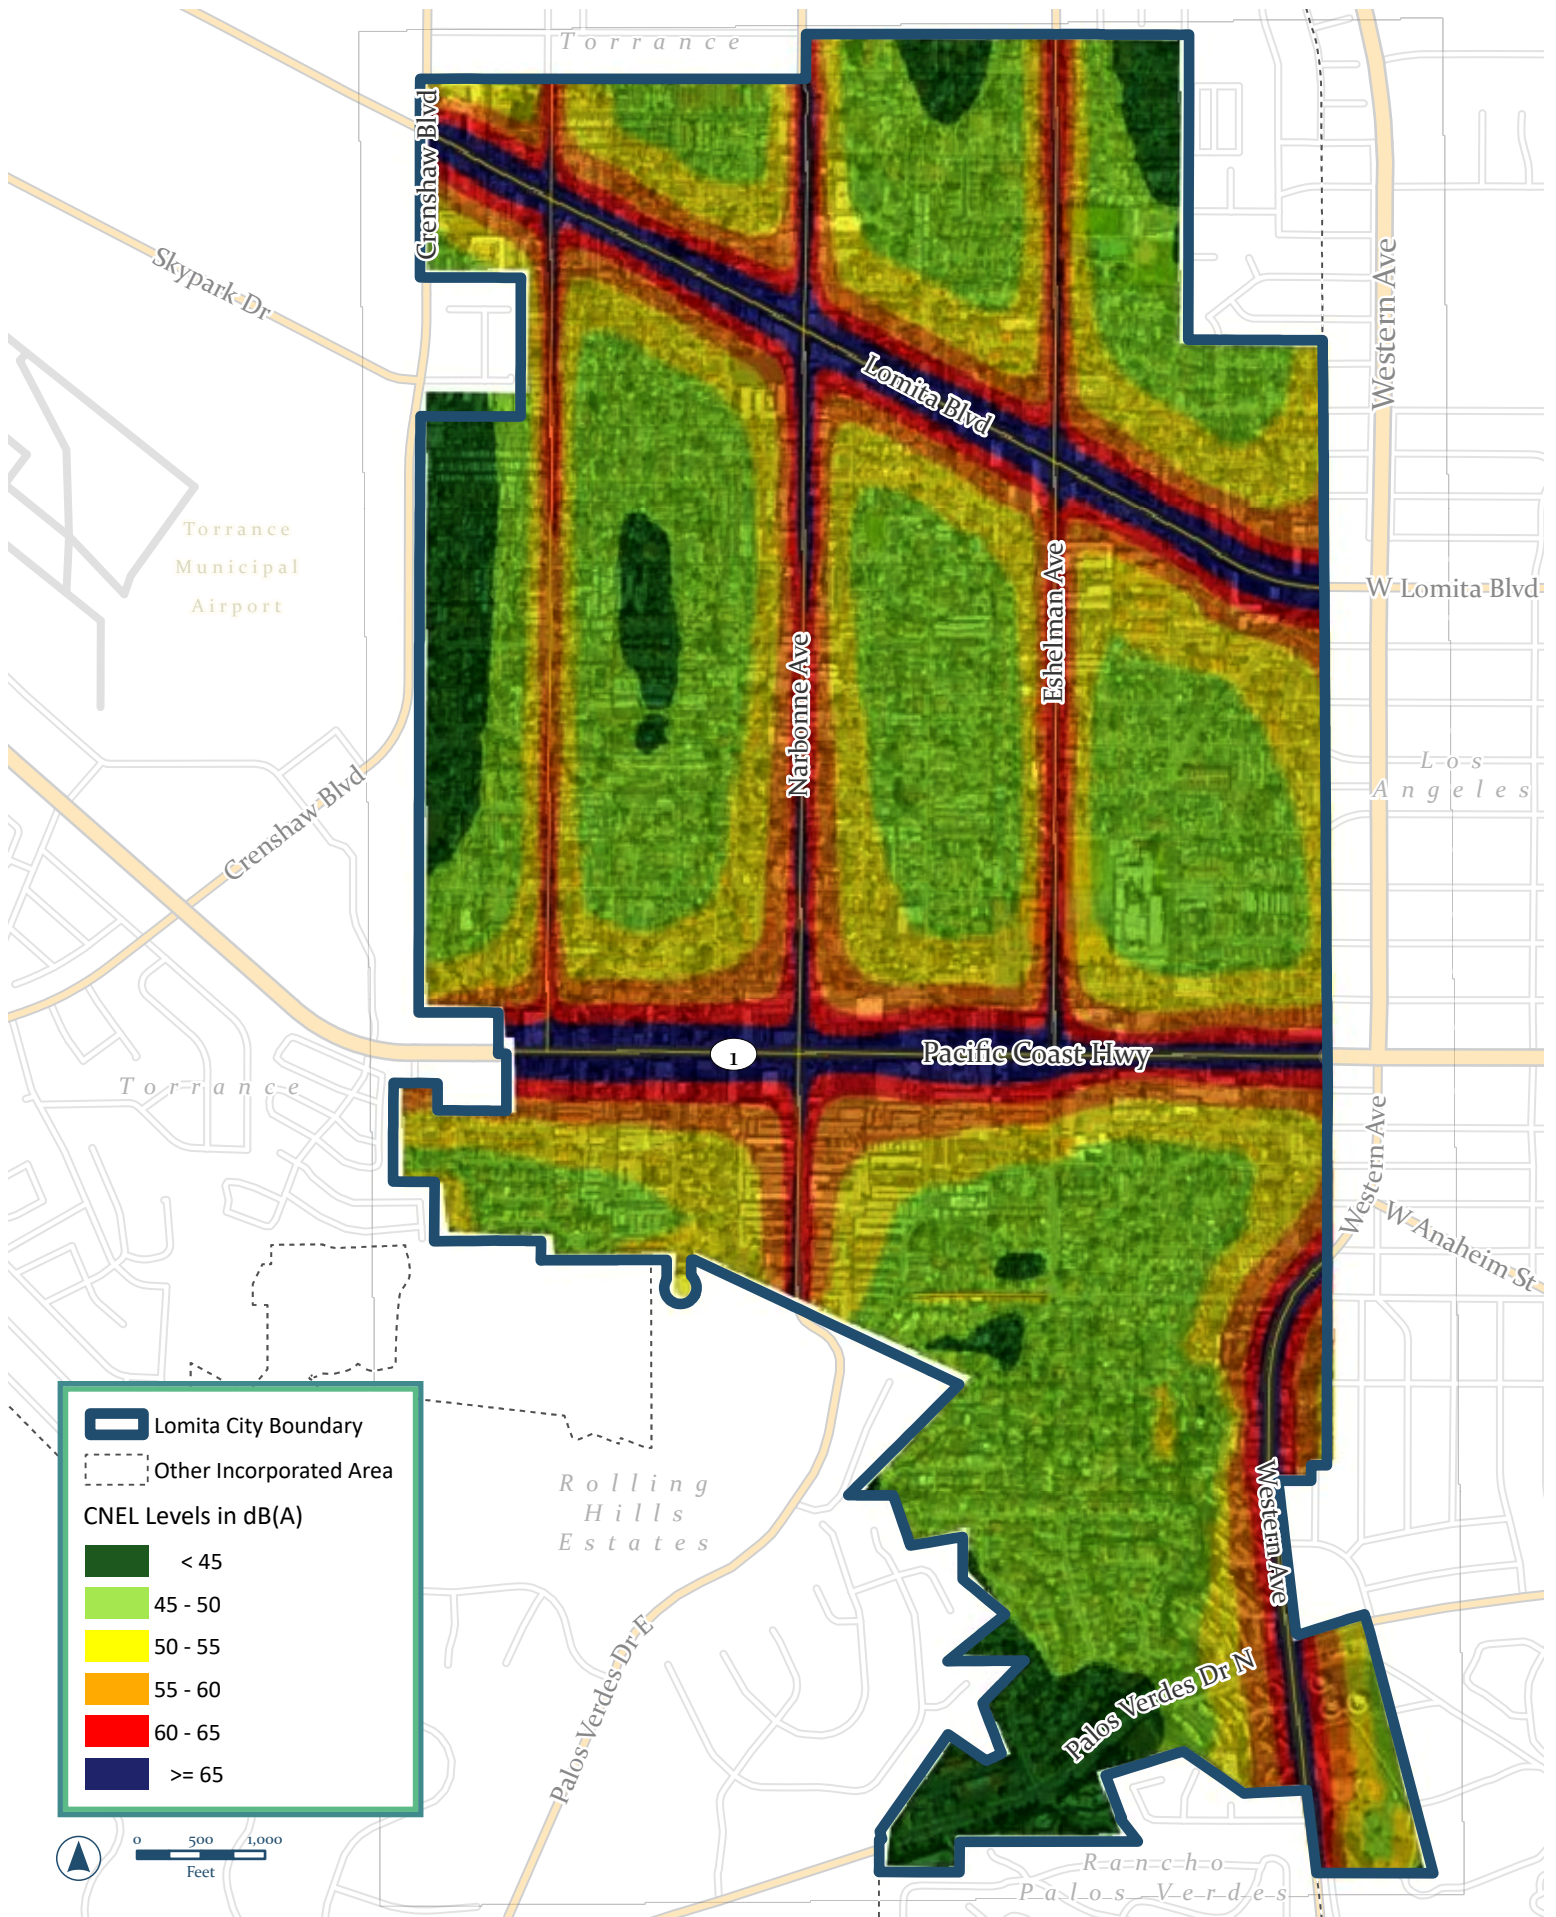 Torrance
Crenshaw Blvd
Skypark Dr
Western Ave
Lomita Blvd
Torrance
Municipal
Airport
W Lomita Blvd
Eshelman Ave
Narbonne Ave
Los
Angeles
Crenshaw Blvd
1
Pacific Coast Hwy
Torrance
Western Ave
W Anaheim St
Lomita City Boundary
Other Incorporated Area
CNEL Levels in dB(A)
< 45
45 - 50
50 - 55
55 - 60
60 - 65
>= 65
Rolling
Hills
Estates
Western Ave
Palos Verdes Dr E
Palos Verdes Dr N
0 500 1,000
Feet
Rancho
Palos Verdes